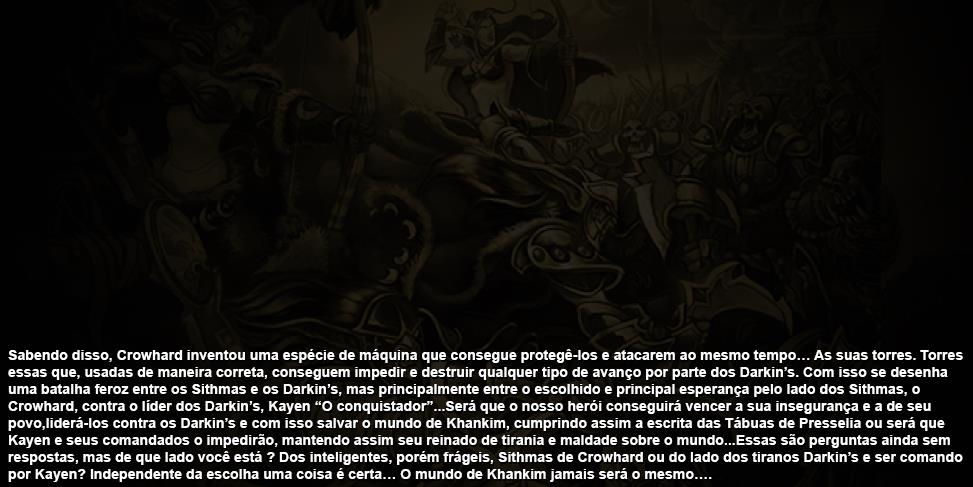 Sabendo disso, Crowhard inventou uma espécie de máquina que consegue protegê-los e atacarem ao mesmo tempo… As suas torres. Torres
essas que, usadas de maneira correta, conseguem impedir e destruir qualquer tipo de avanço por parte dos Darkin’s. Com isso se desenha
uma batalha feroz entre os Sithmas e os Darkin’s, mas principalmente entre o escolhido e principal esperança pelo lado dos Sithmas, o
Crowhard, contra o líder dos Darkin’s, Kayen “O conquistador”...Será que o nosso herói conseguirá vencer a sua insegurança e a de seu
povo,liderá-los contra os Darkin’s e com isso salvar o mundo de Khankim, cumprindo assim a escrita das Tábuas de Presselia ou será que
Kayen e seus comandados o impedirão, mantendo assim seu reinado de tirania e maldade sobre o mundo...Essas são perguntas ainda sem
respostas, mas de que lado você está ? Dos inteligentes, porém frágeis, Sithmas de Crowhard ou do lado dos tiranos Darkin’s e ser comando
por Kayen? Independente da escolha uma coisa é certa… O mundo de Khankim jamais será o mesmo….